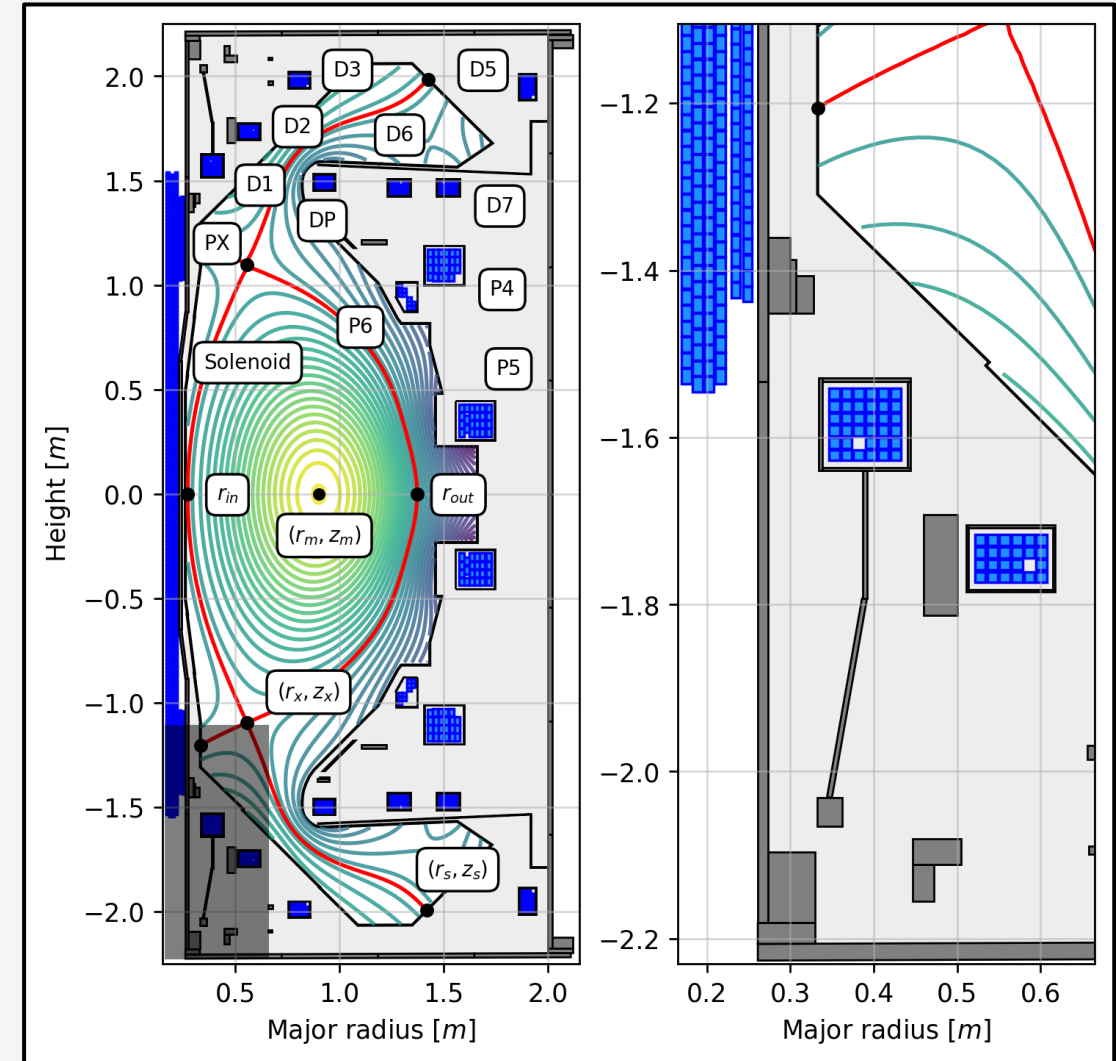 D3
D5
D2
D6
D1
D7
DP
PX
P4
P6
Solenoid
P5
r_in
r_out
(r_m, z_m)
(r_x, z_x)
(r_s, z_s)
2.0
1.5
1.0
0.5
0.0
−0.5
−1.0
−1.5
−2.0
Height [m]
0.5
1.0
1.5
2.0
Major radius [m]
−1.2
−1.4
−1.6
−1.8
−2.0
−2.2
0.2
0.3
0.4
0.5
0.6
Major radius [m]